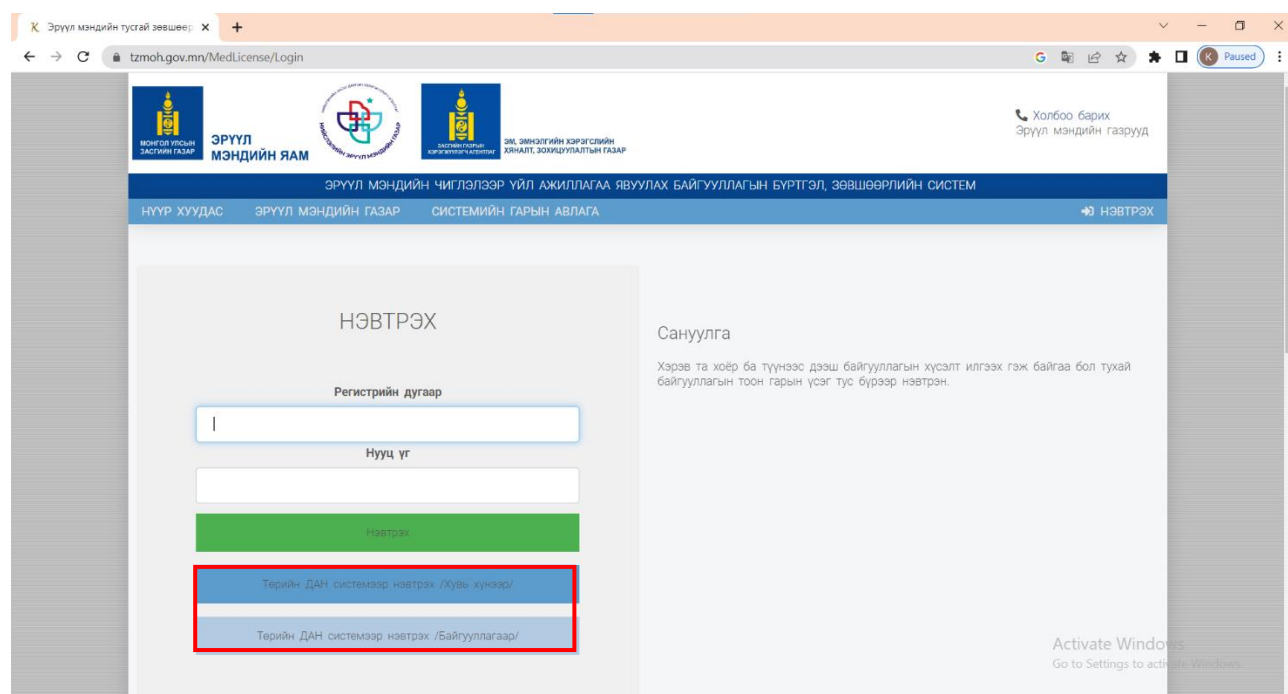 Эрүүл мэндийн тусгай зөвшөөр
tzmoh.gov.mn/MedLicense/Login
Paused
МОНГОЛ УЛСЫН
ЗАСГИЙН ГАЗАР
ЭРҮҮЛ
МЭНДИЙН ЯАМ
ЗАСГИЙН ГАЗРЫН
ХЭРЭГЖҮҮЛЭГЧ АГЕНТЛАГ
ЭМ, ЭМНЭЛГИЙН ХЭРЭГСЛИЙН
ХЯНАЛТ, ЗОХИЦУУЛАЛТЫН ГАЗАР
Холбоо барих
Эрүүл мэндийн газрууд
ЭРҮҮЛ МЭНДИЙН ЧИГЛЭЛЭЭР ҮЙЛ АЖИЛЛАГАА ЯВУУЛАХ БАЙГУУЛЛАГЫН БҮРТГЭЛ, ЗӨВШӨӨРЛИЙН СИСТЕМ
НҮҮР ХУУДАС ЭРҮҮЛ МЭНДИЙН ГАЗАР СИСТЕМИЙН ГАРЫН АВЛАГА НЭВТРЭХ
НЭВТРЭХ
Регистрийн дугаар
Нууц үг
Нэвтрэх
Төрийн ДАН системээр нэвтрэх /Хувь хүнээр/
Төрийн ДАН системээр нэвтрэх /Байгууллагаар/
Сануулга
Хэрэв та хоёр ба түүнээс дээш байгууллагын хүсэлт илгээх гэж байгаа бол тухай
байгууллагын тоон гарын үсэг тус бүрээр нэвтрэн.
Activate Windows
Go to Settings to activate Windows.